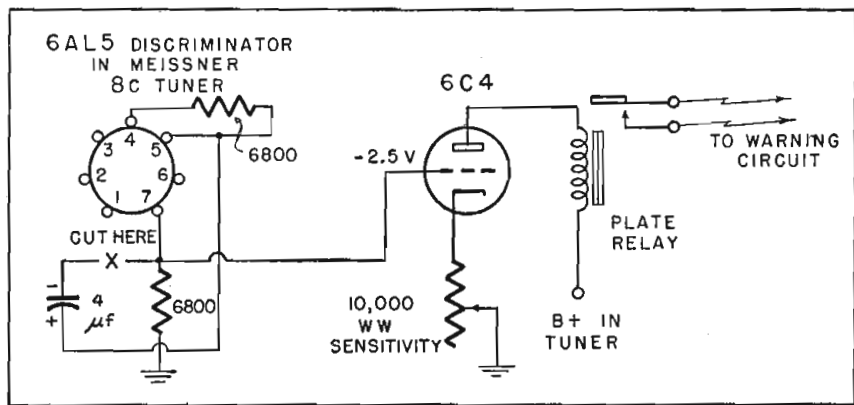 6AL5 DISCRIMINATOR
IN MEISSNER
8C TUNER
6C4
4
3
5
6800
2
6
1
7
-2.5 V
TO WARNING
CIRCUIT
CUT HERE
X
PLATE
RELAY
-
4
μf
+
6800
10,000
WW
SENSITIVITY
B+ IN
TUNER